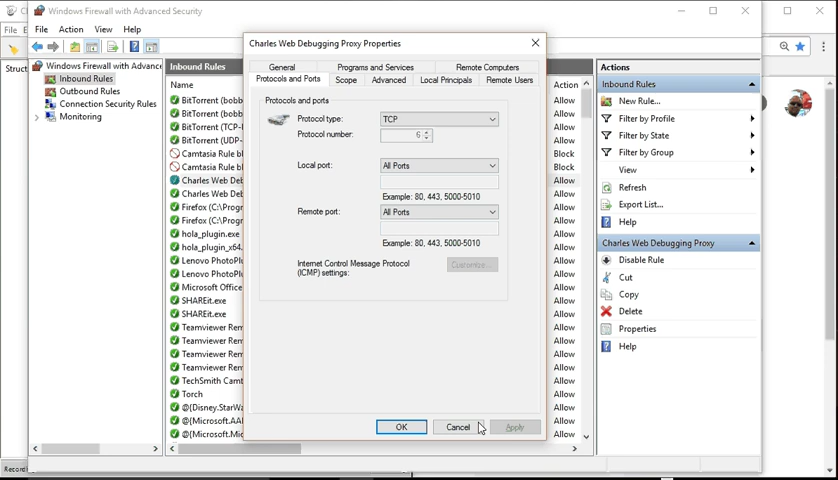 Windows Firewall with Advanced Security
File
File Action View Help
Struct
Windows Firewall with Advance
Inbound Rules
Outbound Rules
Connection Security Rules
Monitoring
Inbound Rules
Name
Action
BitTorrent (bobb
Allow
BitTorrent (bobb
Allow
BitTorrent (TCP-
Allow
BitTorrent (UDP-
Allow
Camtasia Rule bl
Block
Camtasia Rule bl
Block
Charles Web Deb
Allow
Charles Web Deb
Allow
Firefox (C:\Progr
Allow
Firefox (C:\Progr
Allow
hola_plugin.exe
Allow
hola_plugin_x64.
Allow
Lenovo PhotoPlu
Allow
Lenovo PhotoPlu
Allow
Microsoft Office
Allow
SHAREit.exe
Allow
SHAREit.exe
Allow
Teamviewer Rem
Allow
Teamviewer Rem
Allow
Teamviewer Rem
Allow
Teamviewer Rem
Allow
TechSmith Camt
Allow
Torch
Allow
@{Disney.StarWa
Allow
@{Microsoft.AA
Allow
@{Microsoft.Mic
Allow
Charles Web Debugging Proxy Properties
General Programs and Services Remote Computers
Protocols and Ports Scope Advanced Local Principals Remote Users
Protocols and ports
Protocol type: TCP
Protocol number: 6
Local port: All Ports
Example: 80, 443, 5000-5010
Remote port: All Ports
Example: 80, 443, 5000-5010
Internet Control Message Protocol
(ICMP) settings:
Customize...
OK Cancel Apply
Actions
Inbound Rules
New Rule...
Filter by Profile
Filter by State
Filter by Group
View
Refresh
Export List...
Help
Charles Web Debugging Proxy
Disable Rule
Cut
Copy
Delete
Properties
Help